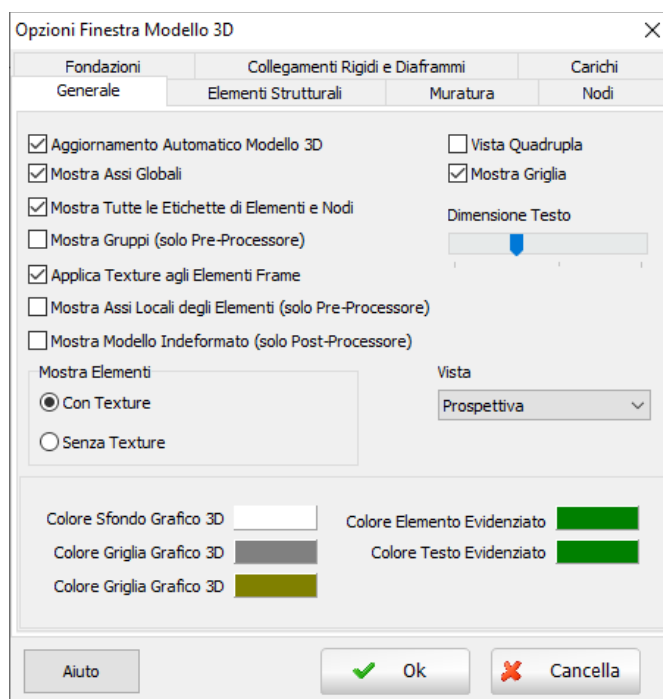 Opzioni Finestra Modello 3D
Fondazioni
Collegamenti Rigidi e Diaframmi
Carichi
Generale
Elementi Strutturali
Muratura
Nodi
Aggiornamento Automatico Modello 3D
Vista Quadrupla
Mostra Assi Globali
Mostra Griglia
Mostra Tutte le Etichette di Elementi e Nodi
Dimensione Testo
Mostra Gruppi (solo Pre-Processore)
Applica Texture agli Elementi Frame
Mostra Assi Locali degli Elementi (solo Pre-Processore)
Mostra Modello Indeformato (solo Post-Processore)
Mostra Elementi
Vista
Con Texture
Prospettiva
Senza Texture
Colore Sfondo Grafico 3D
Colore Elemento Evidenziato
Colore Griglia Grafico 3D
Colore Testo Evidenziato
Colore Griglia Grafico 3D
Aiuto
Ok
Cancella